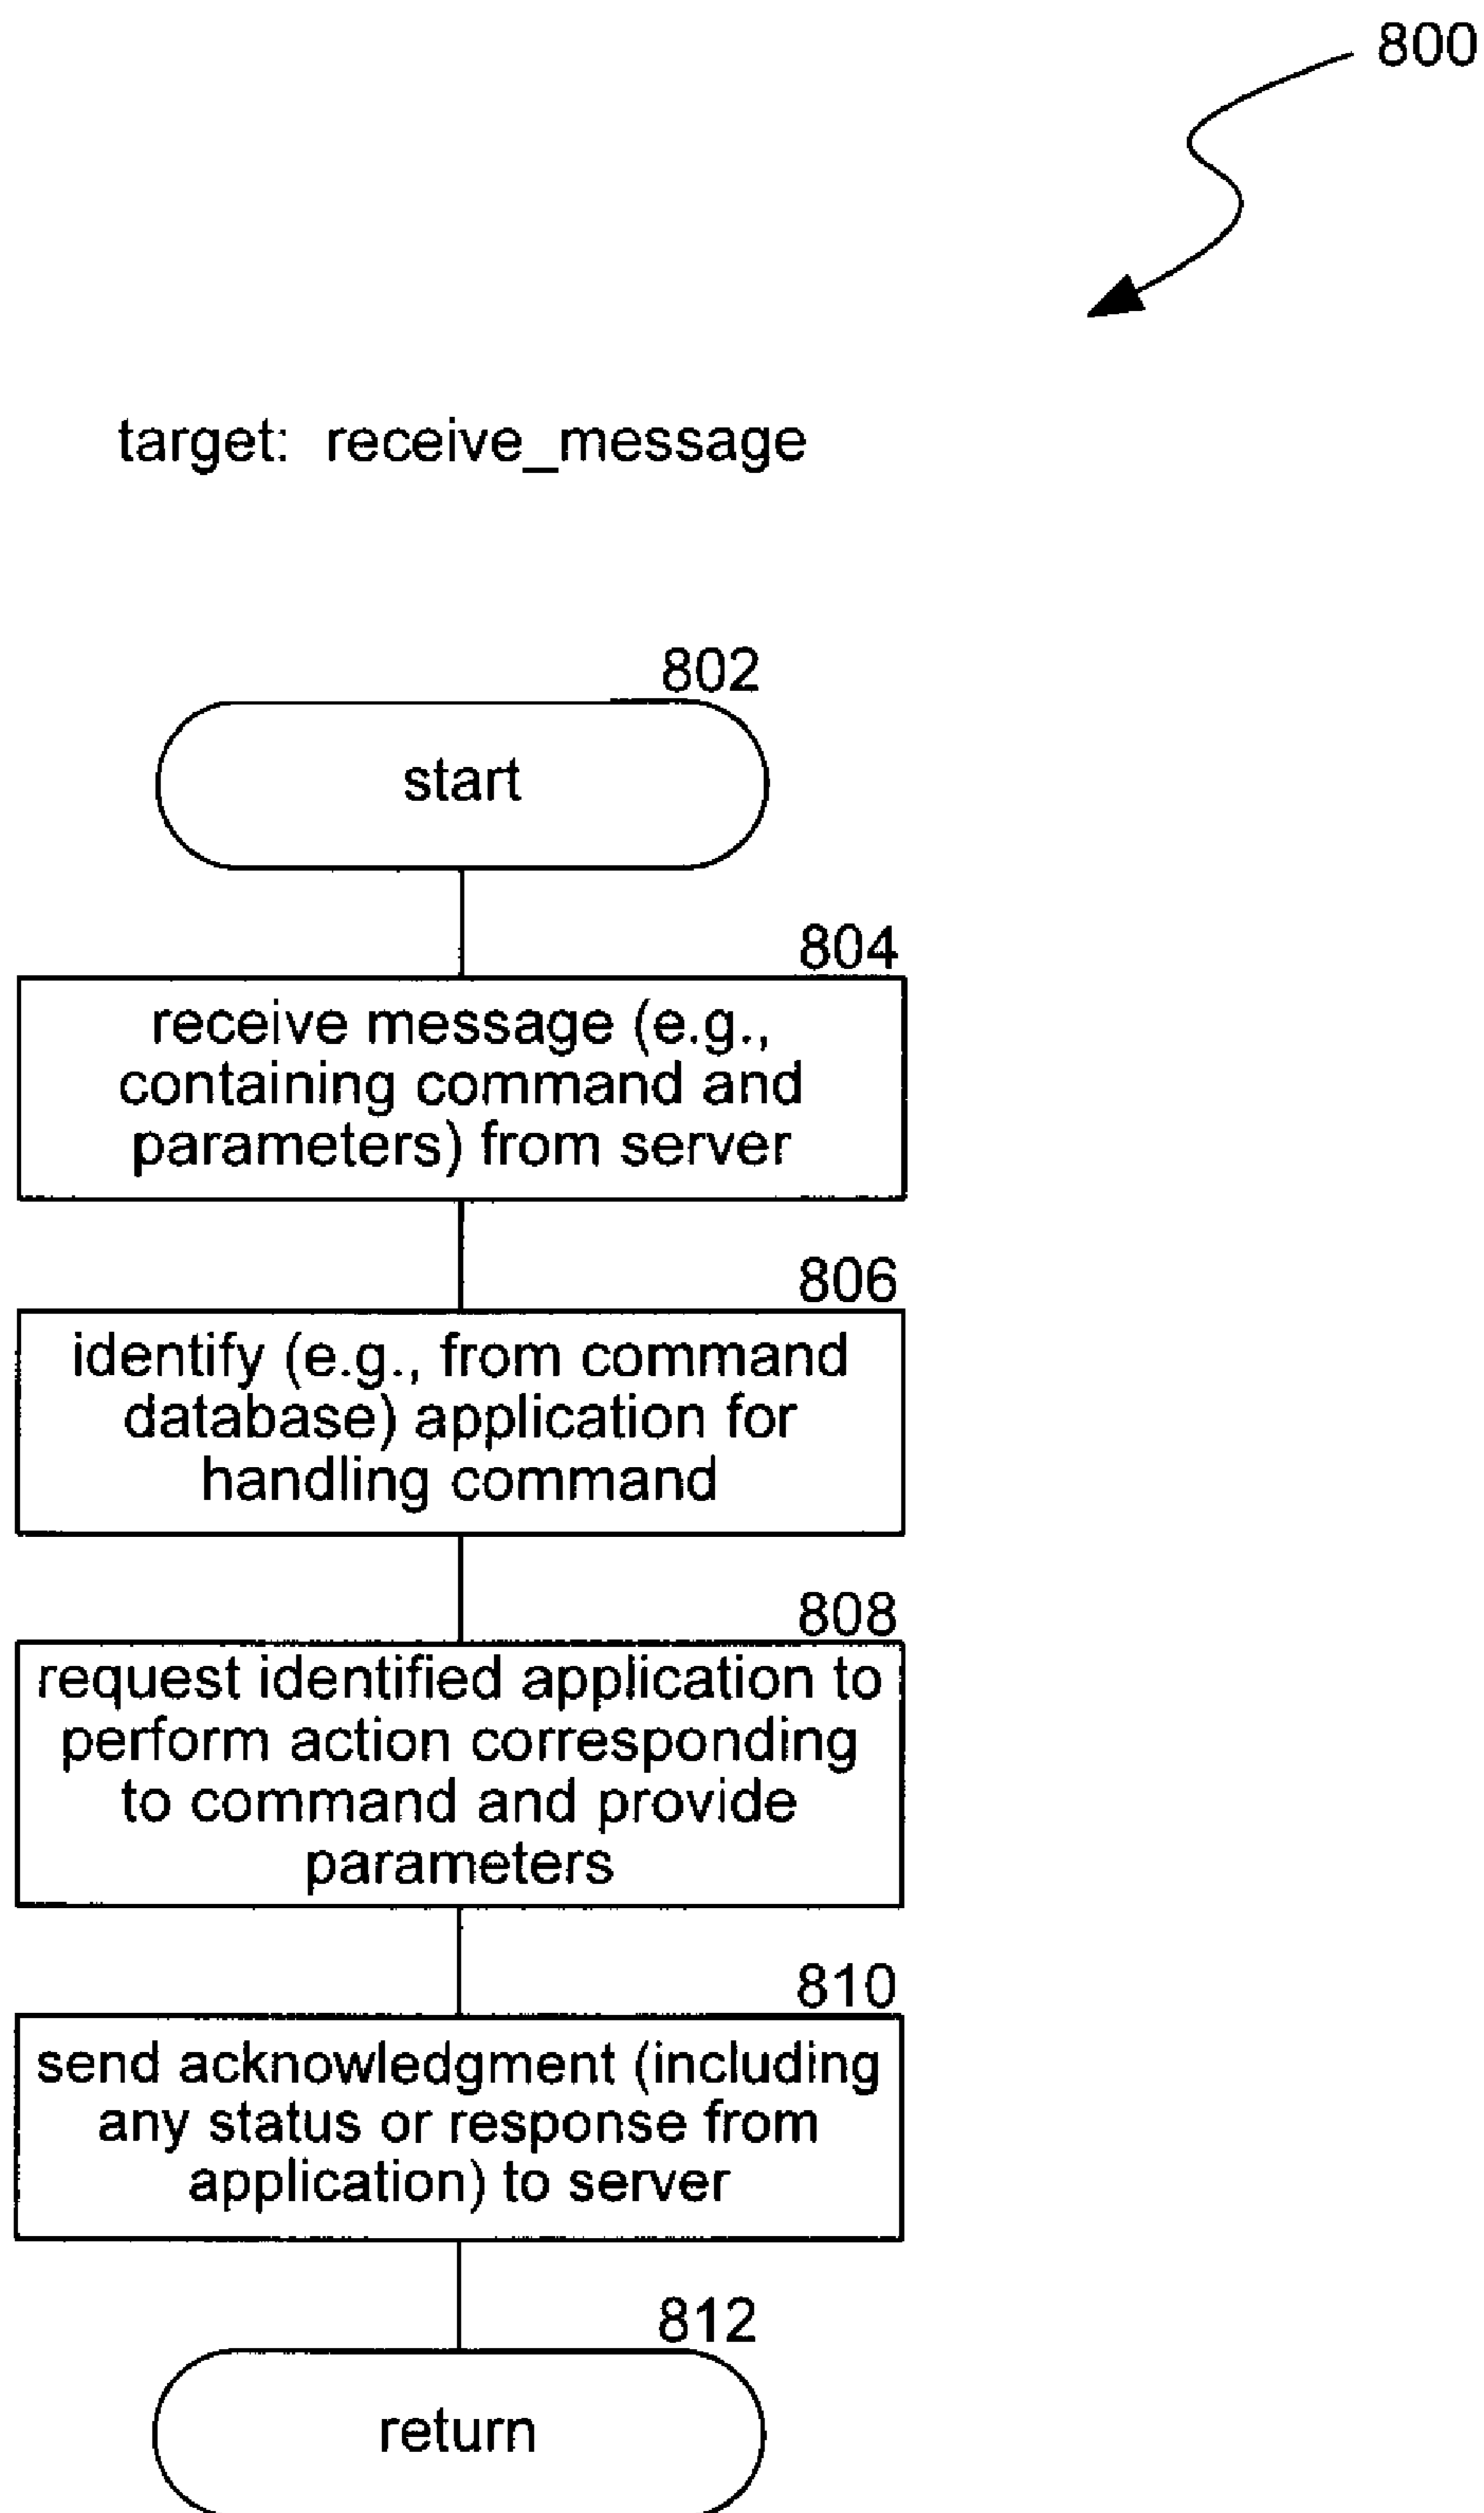 800
target: receive_message
802
start
804
receive message (e.g.,
containing command and
parameters) from server
806
identify (e.g., from command
database) application for
handling command
808
request identified application to
perform action corresponding
to command and provide
parameters
810
send acknowledgment (including
any status or response from
application) to server
812
return